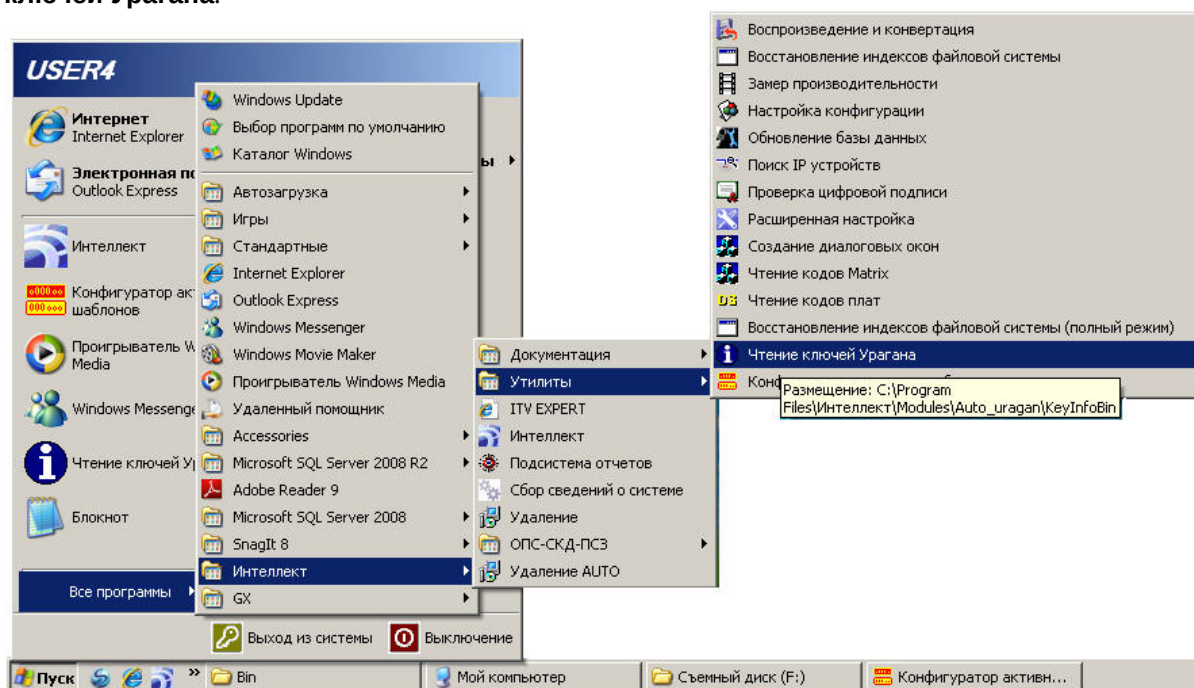 ключей Урагана.
USER4
Интернет
Internet Explorer
Электронная
Outlook Express
Интеллект
Конфигуратор
шаблонов
Проигрыватель
Media
Windows
Чтение ключей
Блокнот
Все программы
Выход из системы
Выключение
Windows Update
Выбор программ по умолчанию
Каталог Windows
Автозагрузка
Игры
Стандартные
Internet Explorer
Outlook Express
Windows Messenger
Windows Movie Maker
Проигрыватель Windows Media
Удаленный помощник
Accessories
Microsoft SQL Server 2008 R2
Adobe Reader 9
Microsoft SQL Server 2008
SnagIt 8
Интеллект
GX
Документация
Утилиты
ITV EXPERT
Интеллект
Подсистема отчетов
Сбор сведений о системе
Удаление
ОПС-СКД-ПСЗ
Удаление AUTO
Воспроизведение и конвертация
Восстановление индексов файловой системы
Замер производительности
Настройка конфигурации
Обновление базы данных
Поиск IP устройств
Проверка цифровой подписи
Расширенная настройка
Создание диалоговых окон
Чтение кодов Matrix
Чтение кодов плат
Восстановление индексов файловой системы (полный режим)
Чтение ключей Урагана
Размещение: C:\Program
Files\Интеллект\Modules\Auto_uragan\KeyInfoBin
Пуск
Bin
Мой компьютер
Съемный диск (F:)
Конфигуратор активн...